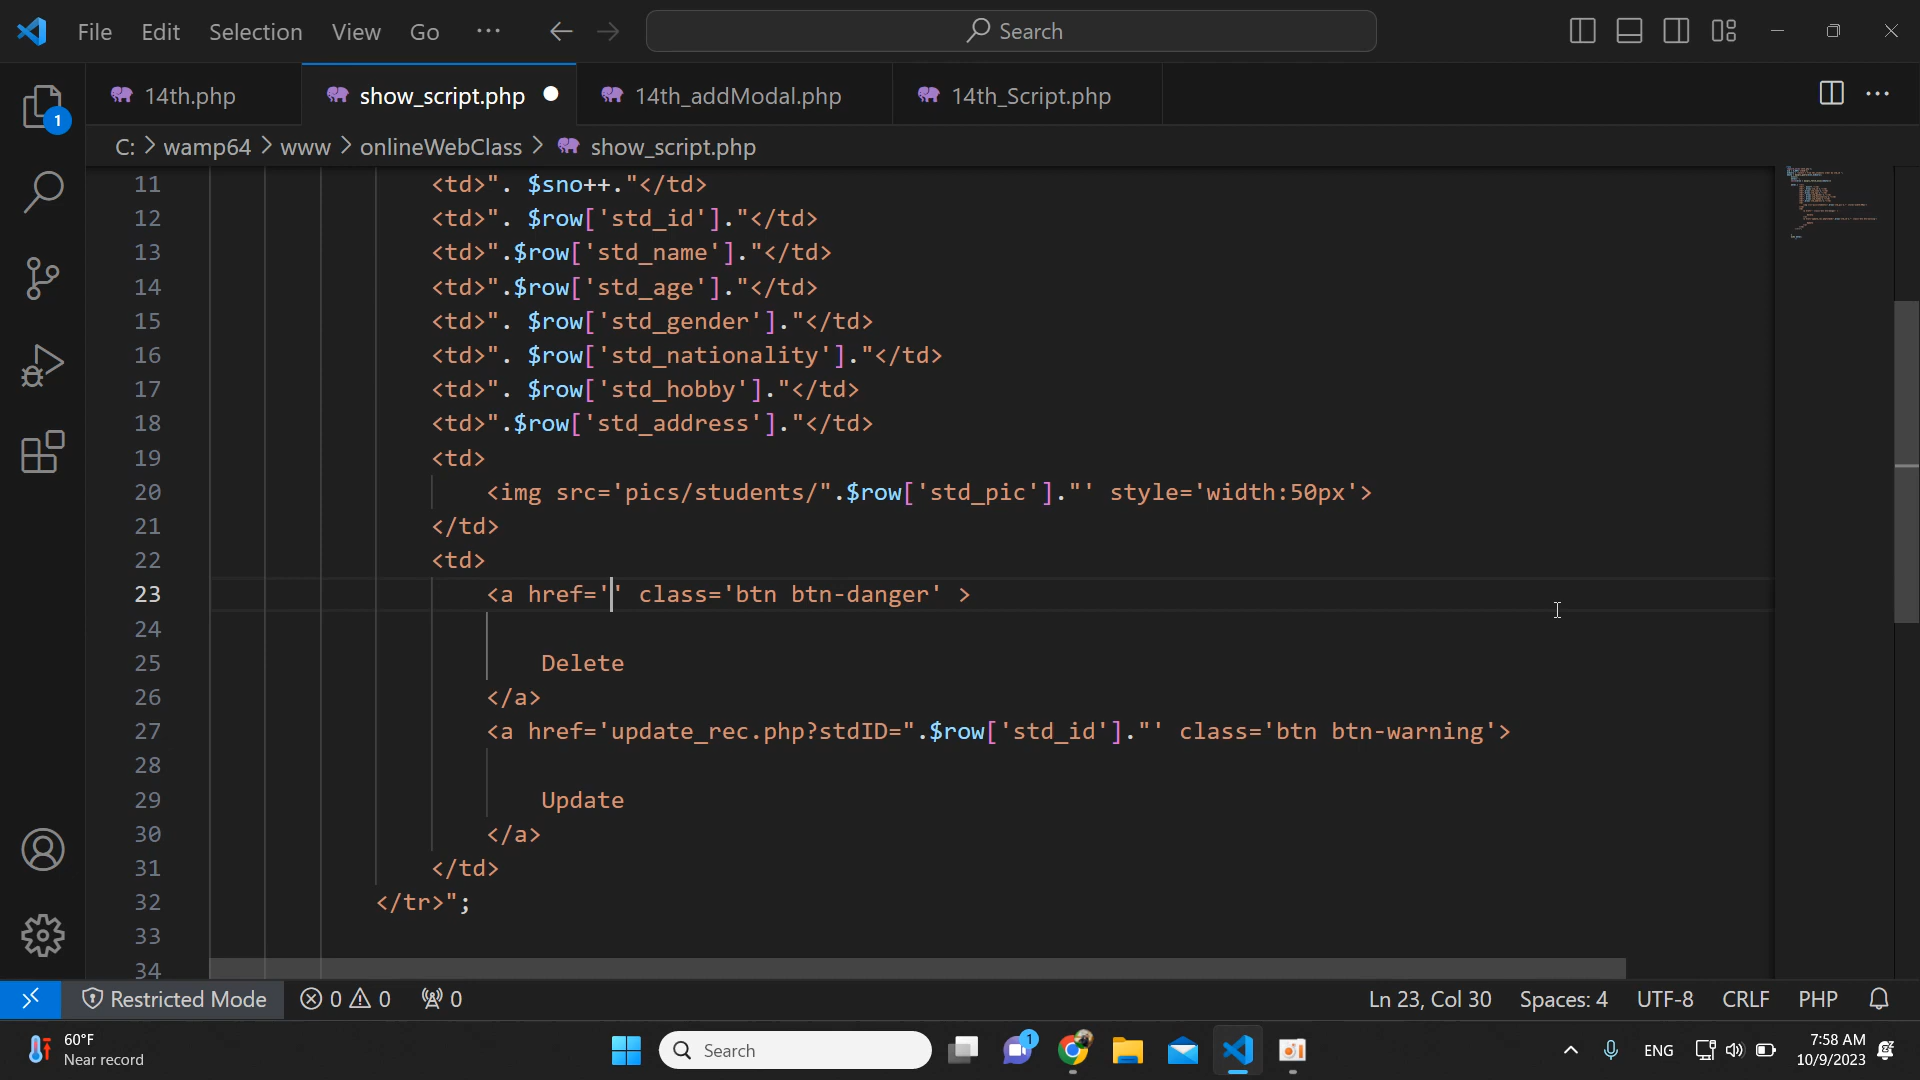 File Edit Selection View Go ··· Search
14th.php show_script.php 14th_addModal.php 14th_Script.php
1
C: > wamp64 > www > onlineWebClass > show_script.php
11 <td>". $sno++."</td>
12 <td>". $row['std_id']."</td>
13 <td>".$row['std_name']."</td>
14 <td>".$row['std_age']."</td>
15 <td>". $row['std_gender']."</td>
16 <td>". $row['std_nationality']."</td>
17 <td>". $row['std_hobby']."</td>
18 <td>".$row['std_address']."</td>
19 <td>
20 <img src='pics/students/".$row['std_pic']."' style='width:50px'>
21 </td>
22 <td>
23 <a href='' class='btn btn-danger' >
24
25 Delete
26 </a>
27 <a href='update_rec.php?stdID=".$row['std_id']."' class='btn btn-warning'>
28
29 Update
30 </a>
31 </td>
32 </tr>";
33
34
Restricted Mode 0 0 0 Ln 23, Col 30 Spaces: 4 UTF-8 CRLF PHP
60°F
Near record
Search
1
ENG
7:58 AM
10/9/2023